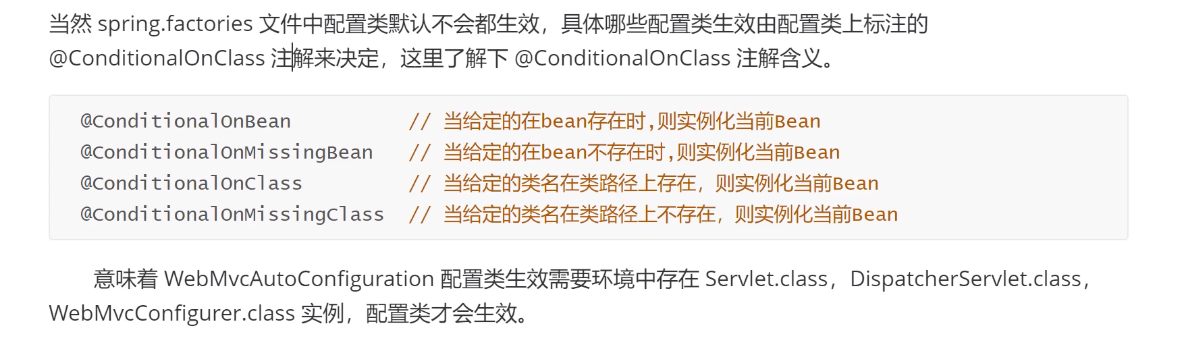 当然 spring.factories 文件中配置类默认不会都生效，具体哪些配置类生效由配置类上标注的
@ConditionalOnClass 注解来决定，这里了解下 @ConditionalOnClass 注解含义。
@ConditionalOnBean // 当给定的在bean存在时,则实例化当前Bean
@ConditionalOnMissingBean // 当给定的在bean不存在时,则实例化当前Bean
@ConditionalOnClass // 当给定的类名在类路径上存在，则实例化当前Bean
@ConditionalOnMissingClass // 当给定的类名在类路径上不存在，则实例化当前Bean
意味着 WebMvcAutoConfiguration 配置类生效需要环境中存在 Servlet.class，DispatcherServlet.class，
WebMvcConfigurer.class 实例，配置类才会生效。